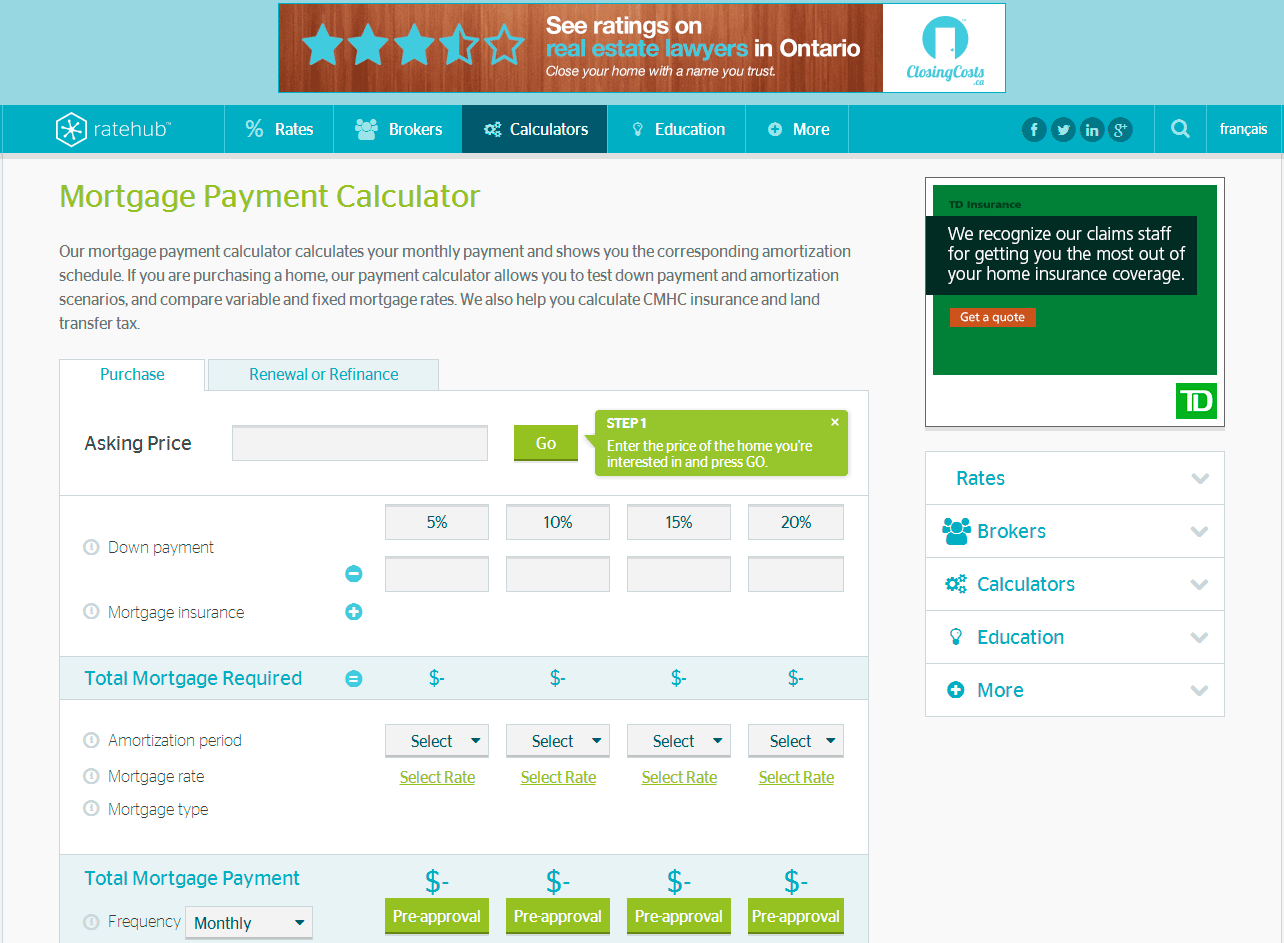 See ratings on
real estate lawyers in Ontario
Close your home with a name you trust.
ClosingCosts
.ca
ratehub™
% Rates
Brokers
Calculators
Education
More
français
Mortgage Payment Calculator
Our mortgage payment calculator calculates your monthly payment and shows you the corresponding amortization
schedule. If you are purchasing a home, our payment calculator allows you to test down payment and amortization
scenarios, and compare variable and fixed mortgage rates. We also help you calculate CMHC insurance and land
transfer tax.
Purchase
Renewal or Refinance
Asking Price
Go
STEP 1
Enter the price of the home you're
interested in and press GO.
5% 10% 15% 20%
Down payment
Mortgage insurance
Total Mortgage Required $- $- $- $-
Amortization period Select Select Select Select
Mortgage rate Select Rate Select Rate Select Rate Select Rate
Mortgage type
Total Mortgage Payment $- $- $- $-
Frequency Monthly Pre-approval Pre-approval Pre-approval Pre-approval
TD Insurance
We recognize our claims staff
for getting you the most out of
your home insurance coverage.
Get a quote
TD
Rates
Brokers
Calculators
Education
More